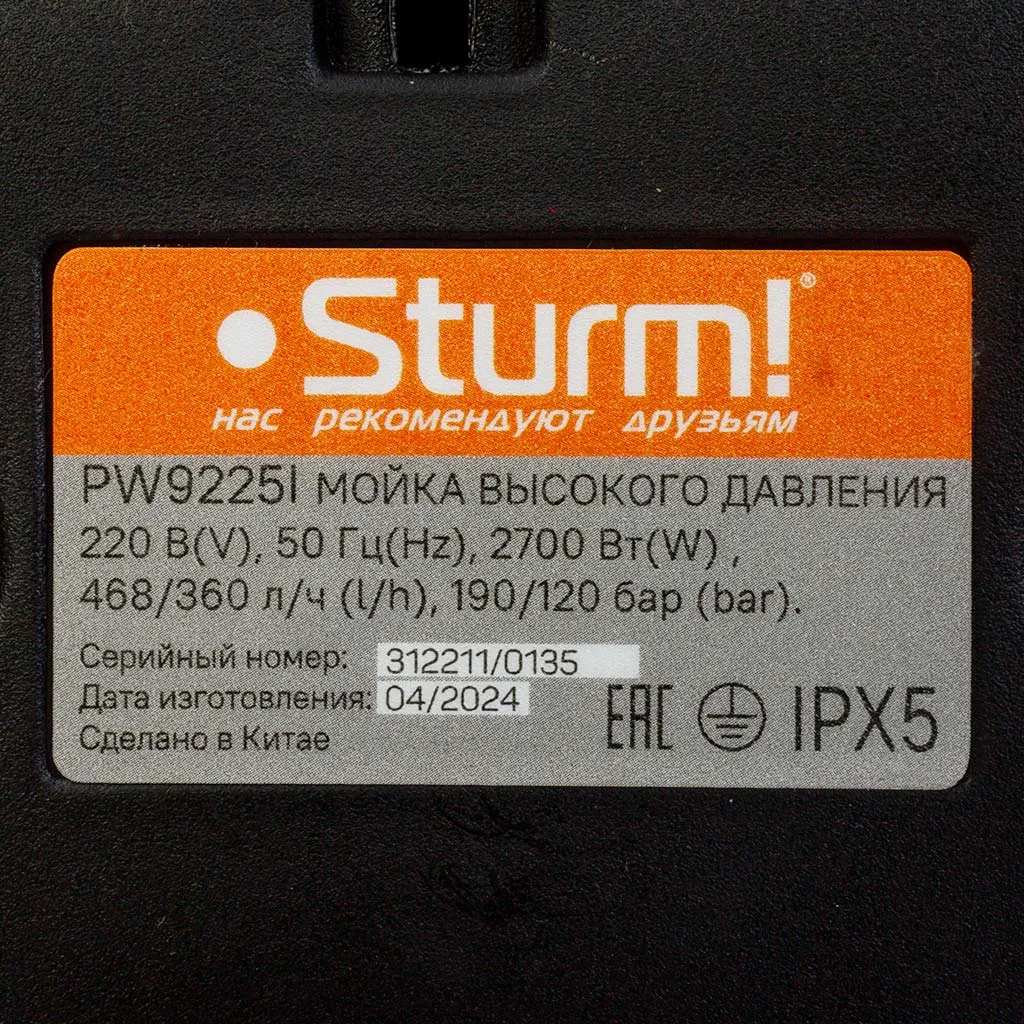 Sturm!®
нас рекомендуют друзьям
PW9225I МОЙКА ВЫСОКОГО ДАВЛЕНИЯ
220 В(V), 50 Гц(Hz), 2700 Вт(W) ,
468/360 л/ч (l/h), 190/120 бар (bar).
Серийный номер: 312211/0135
Дата изготовления: 04/2024
Сделано в Китае
EAC IPX5